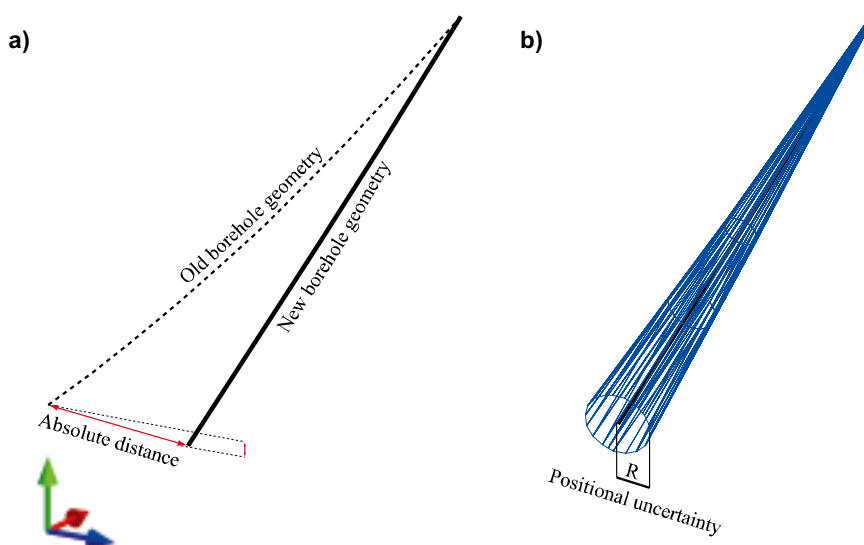 a)
Old borehole geometry
New borehole geometry
Absolute distance
b)
R
Positional uncertainty